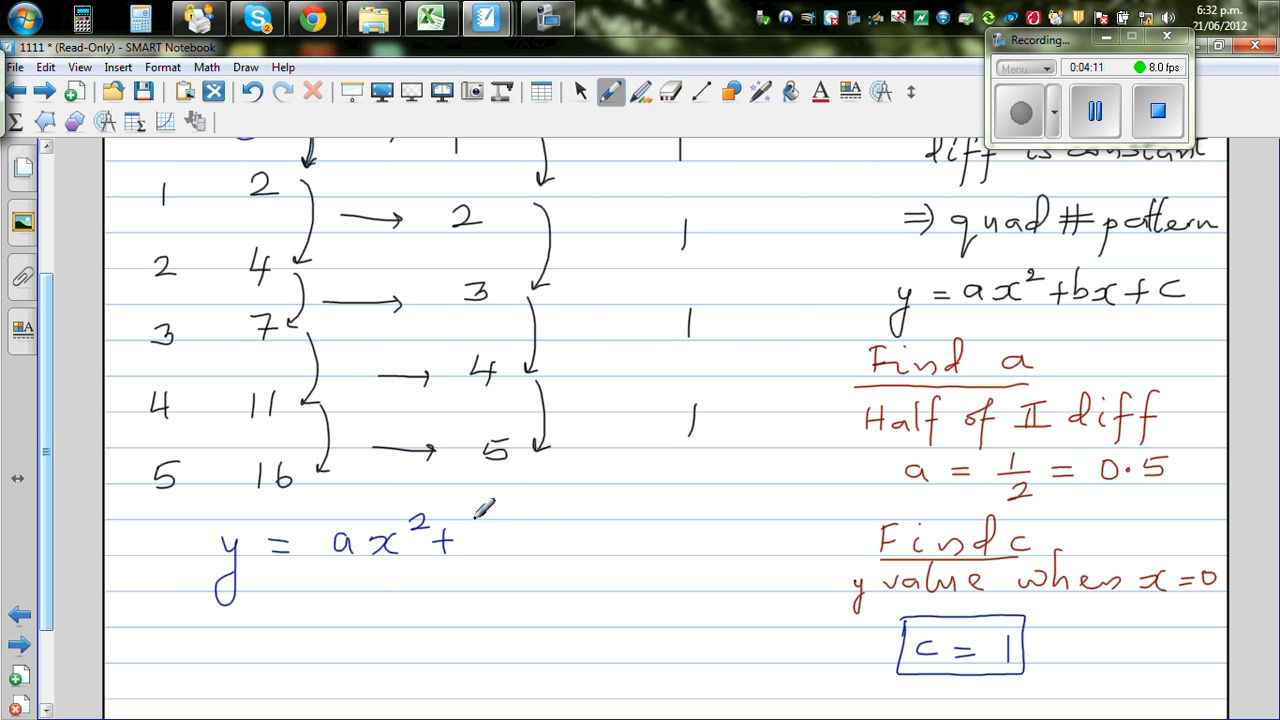 6:32 p.m.
21/06/2012
1111 * (Read-Only) - SMART Notebook
Recording...
File Edit View Insert Format Math Draw Help
Menu 0:04:11 8.0 fps
1 1
diff is constant
1 2
→ 2 1
⇒ quad # pattern
2 4
→ 3
y = ax² + bx + c
3 7 1
Find a
→ 4
4 11 1
Half of II diff
→ 5
5 16
a = 1/2 = 0.5
y = ax² +
Find c
y value when x = 0
c = 1